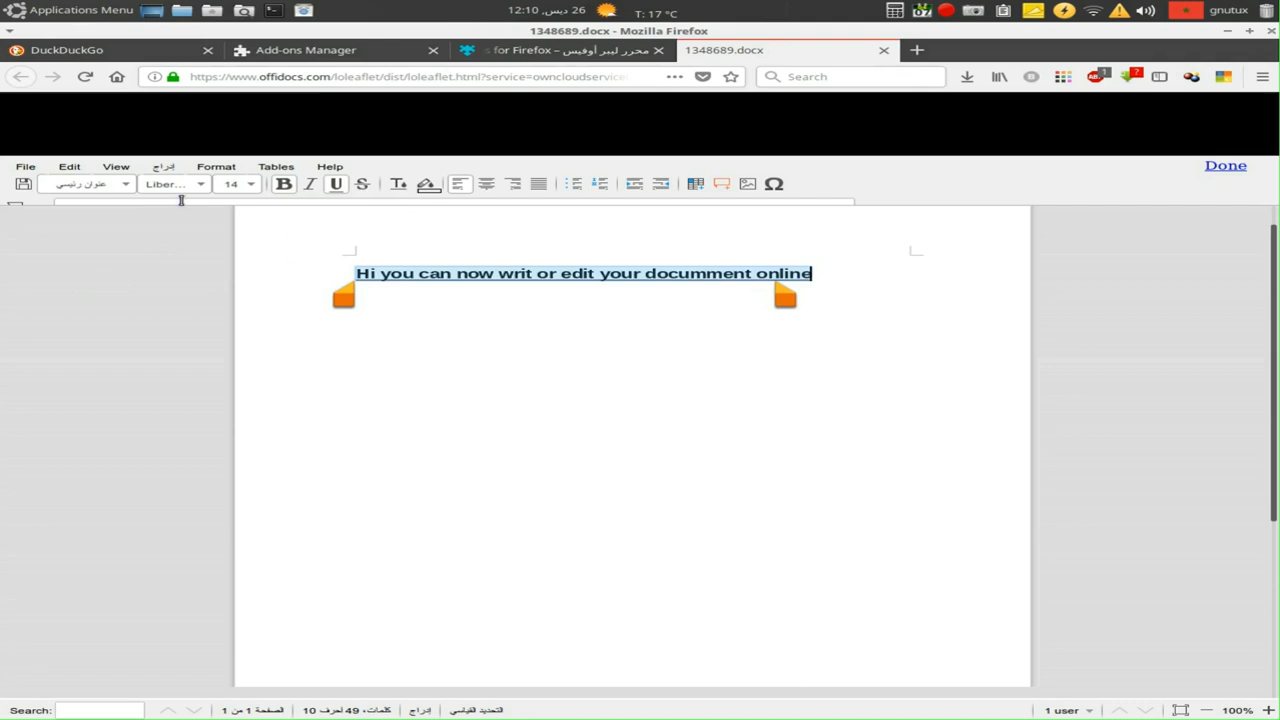 Applications Menu
12:10 ,26 ديس
T: 17 °C
gnutux
1348689.docx - Mozilla Firefox
DuckDuckGo
Add-ons Manager
s for Firefox – محرر ليبر أوفيس
1348689.docx
https://www.offidocs.com/loleaflet/dist/loleaflet.html?service=owncloudservic
Search
1
?
File Edit View إدراج Format Tables Help
Done
عنوان رئيسي
Liber...
14
Hi you can now writ or edit your documment online
Search:
الصفحة 1 من 1
10 كلمات، 49 أحرف
إدراج
التحديد القياسي
1 user
100%